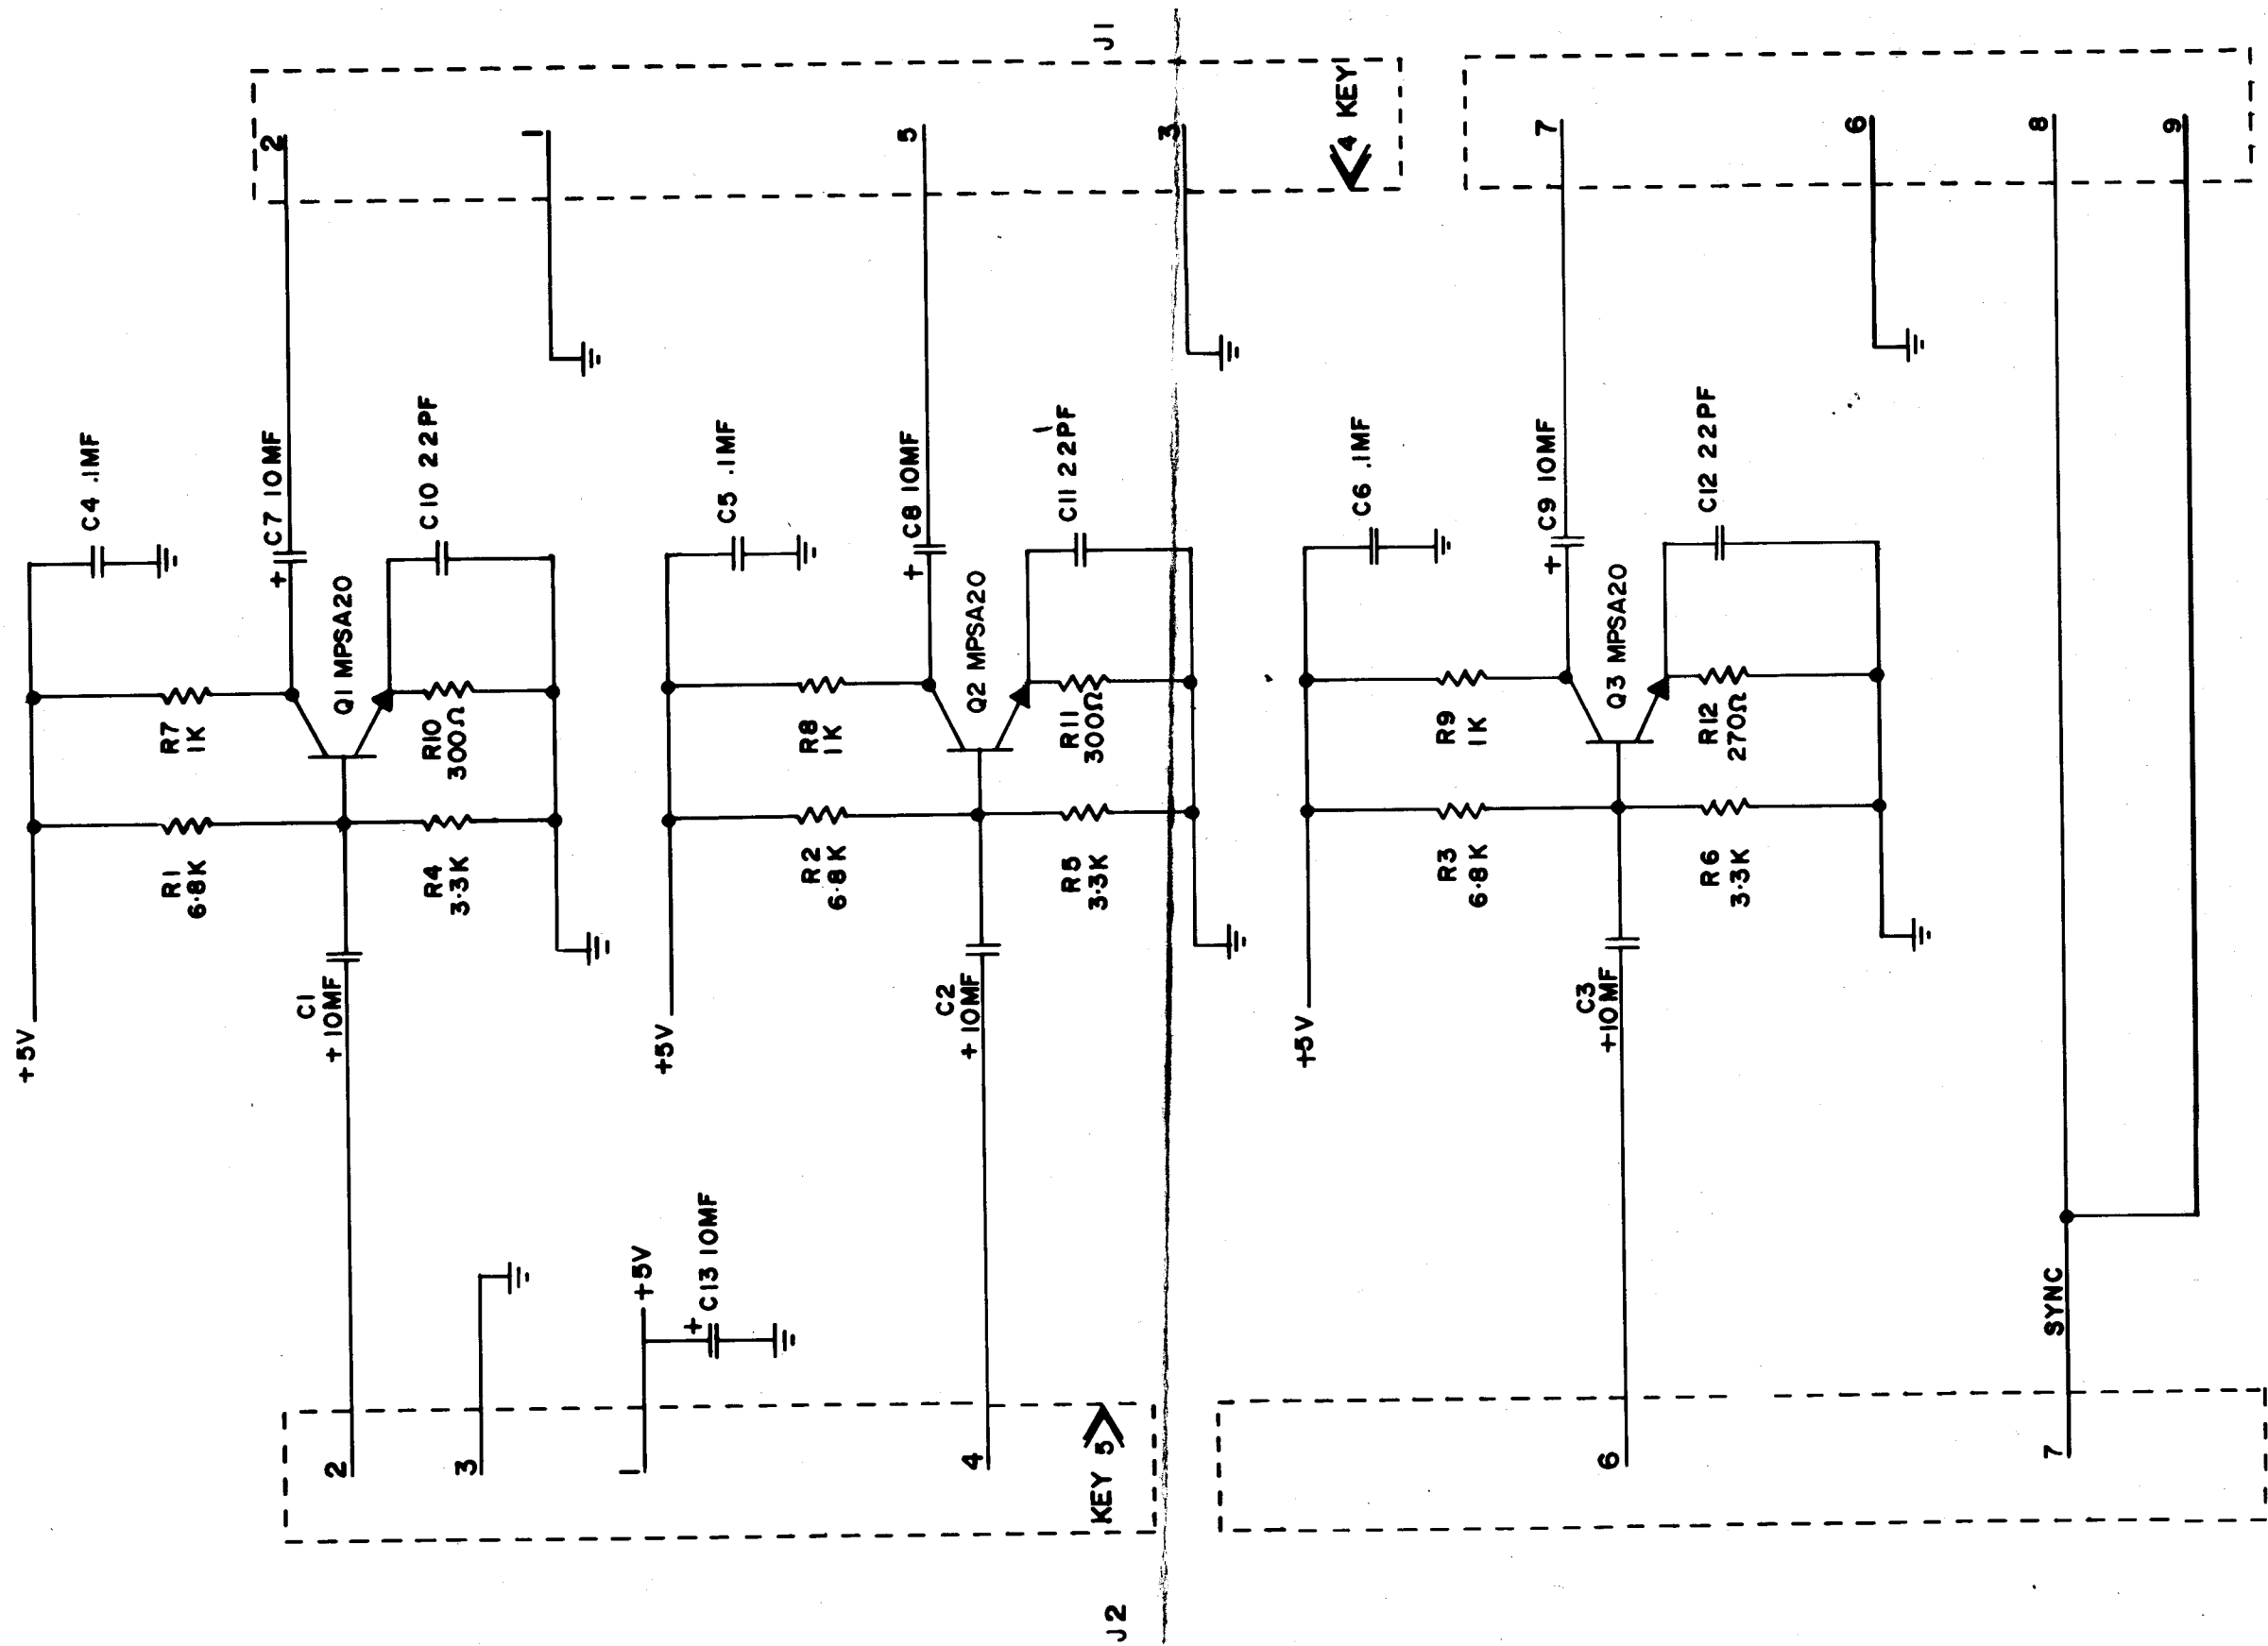 +5V
C4 .1MF
R1
6.8K
R7
1K
C7 10MF
+
2
Q1 MPSA20
C1
+ 10MF
R4
3.3K
R10
300Ω
C10 22PF
1
2
3
+5V
1
C13 10MF
+
+5V
C5 .1MF
R2
6.8K
R8
1K
C8 10MF
+
5
Q2 MPSA20
C2
+ 10MF
4
R5
3.3K
R11
300Ω
C11 22PF
3
J1
KEY 5
J2
4 KEY
+5V
C6 .1MF
R3
6.8K
R9
1K
C9 10MF
+
7
Q3 MPSA20
C3
+10MF
6
R6
3.3K
R12
270Ω
C12 22PF
6
SYNC
7
8
9